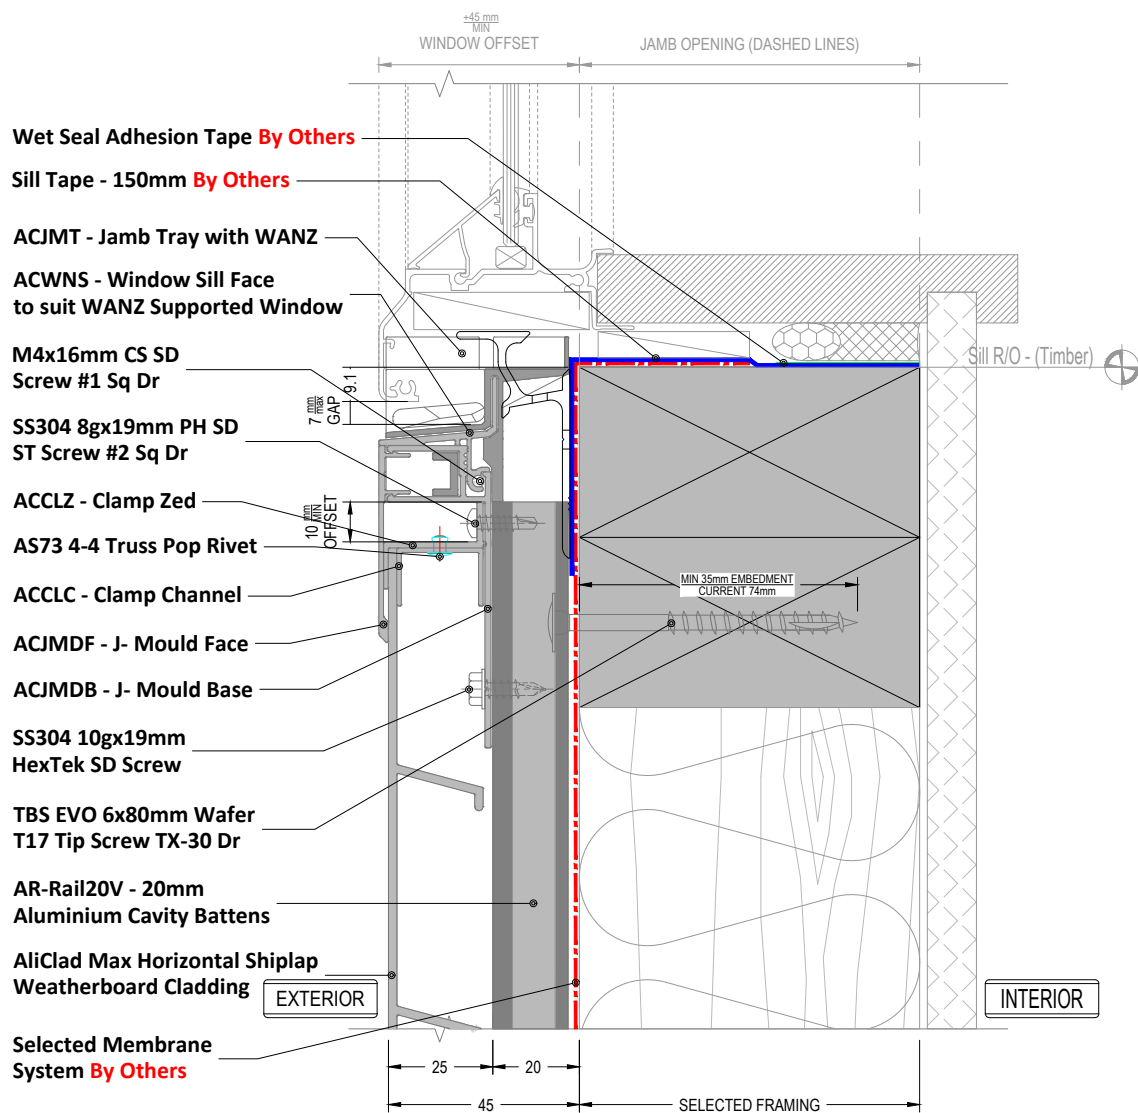 +45 mm
MIN
WINDOW OFFSET
JAMB OPENING (DASHED LINES)
Wet Seal Adhesion Tape By Others
Sill Tape - 150mm By Others
ACJMT - Jamb Tray with WANZ
ACWNS - Window Sill Face
to suit WANZ Supported Window
M4x16mm CS SD
Screw #1 Sq Dr
SS304 8gx19mm PH SD
ST Screw #2 Sq Dr
ACCLZ - Clamp Zed
AS73 4-4 Truss Pop Rivet
ACCLC - Clamp Channel
ACJMDF - J- Mould Face
ACJMDB - J- Mould Base
SS304 10gx19mm
HexTek SD Screw
TBS EVO 6x80mm Wafer
T17 Tip Screw TX-30 Dr
AR-Rail20V - 20mm
Aluminium Cavity Battens
AliClad Max Horizontal Shiplap
Weatherboard Cladding
Selected Membrane
System By Others
9.1
7 mm max
GAP
10 mm MIN
OFFSET
Sill R/O - (Timber)
MIN 35mm EMBEDMENT
CURRENT 74mm
EXTERIOR
INTERIOR
25
20
45
SELECTED FRAMING